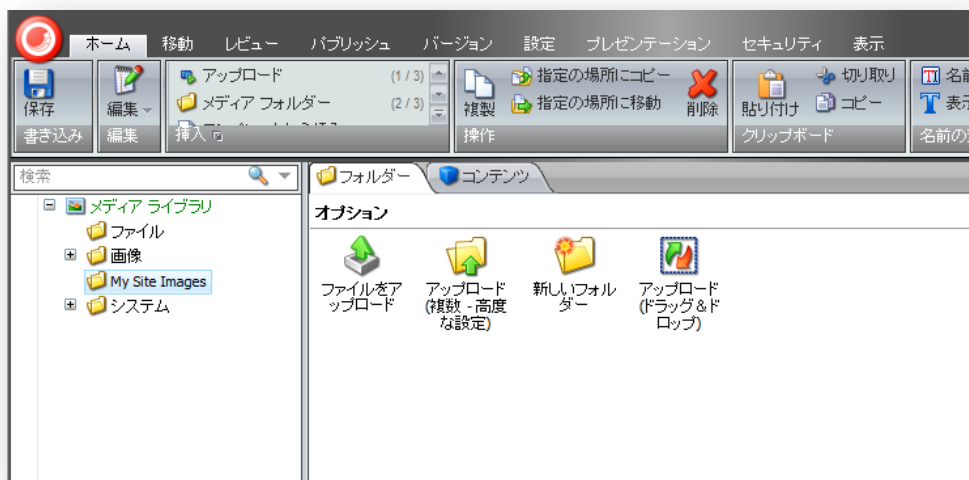 ホーム 移動 レビュー パブリッシュ バージョン 設定 プレゼンテーション セキュリティ 表示
アップロード (1 / 3)
メディア フォルダー (2 / 3)
指定の場所にコピー
指定の場所に移動
切り取り
コピー
保存 編集 複製 削除 貼り付け
書き込み 編集 挿入 操作 クリップボード
検索
フォルダー コンテンツ
メディア ライブラリ
ファイル
画像
My Site Images
システム
オプション
ファイルをア
ップロード
アップロード
(複数 - 高度
な設定)
新しいフォル
ダー
アップロード
(ドラッグ&ド
ロップ)